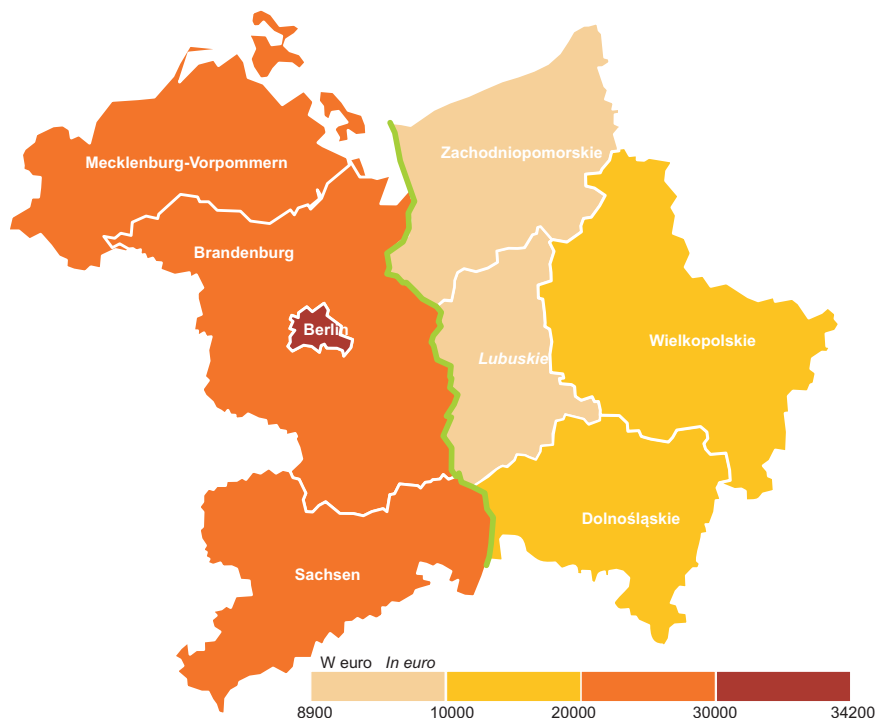 Mecklenburg-Vorpommern
Zachodniopomorskie
Brandenburg
Berlin
Wielkopolskie
Lubuskie
Dolnośląskie
Sachsen
W euro In euro
8900 10000 20000 30000 34200